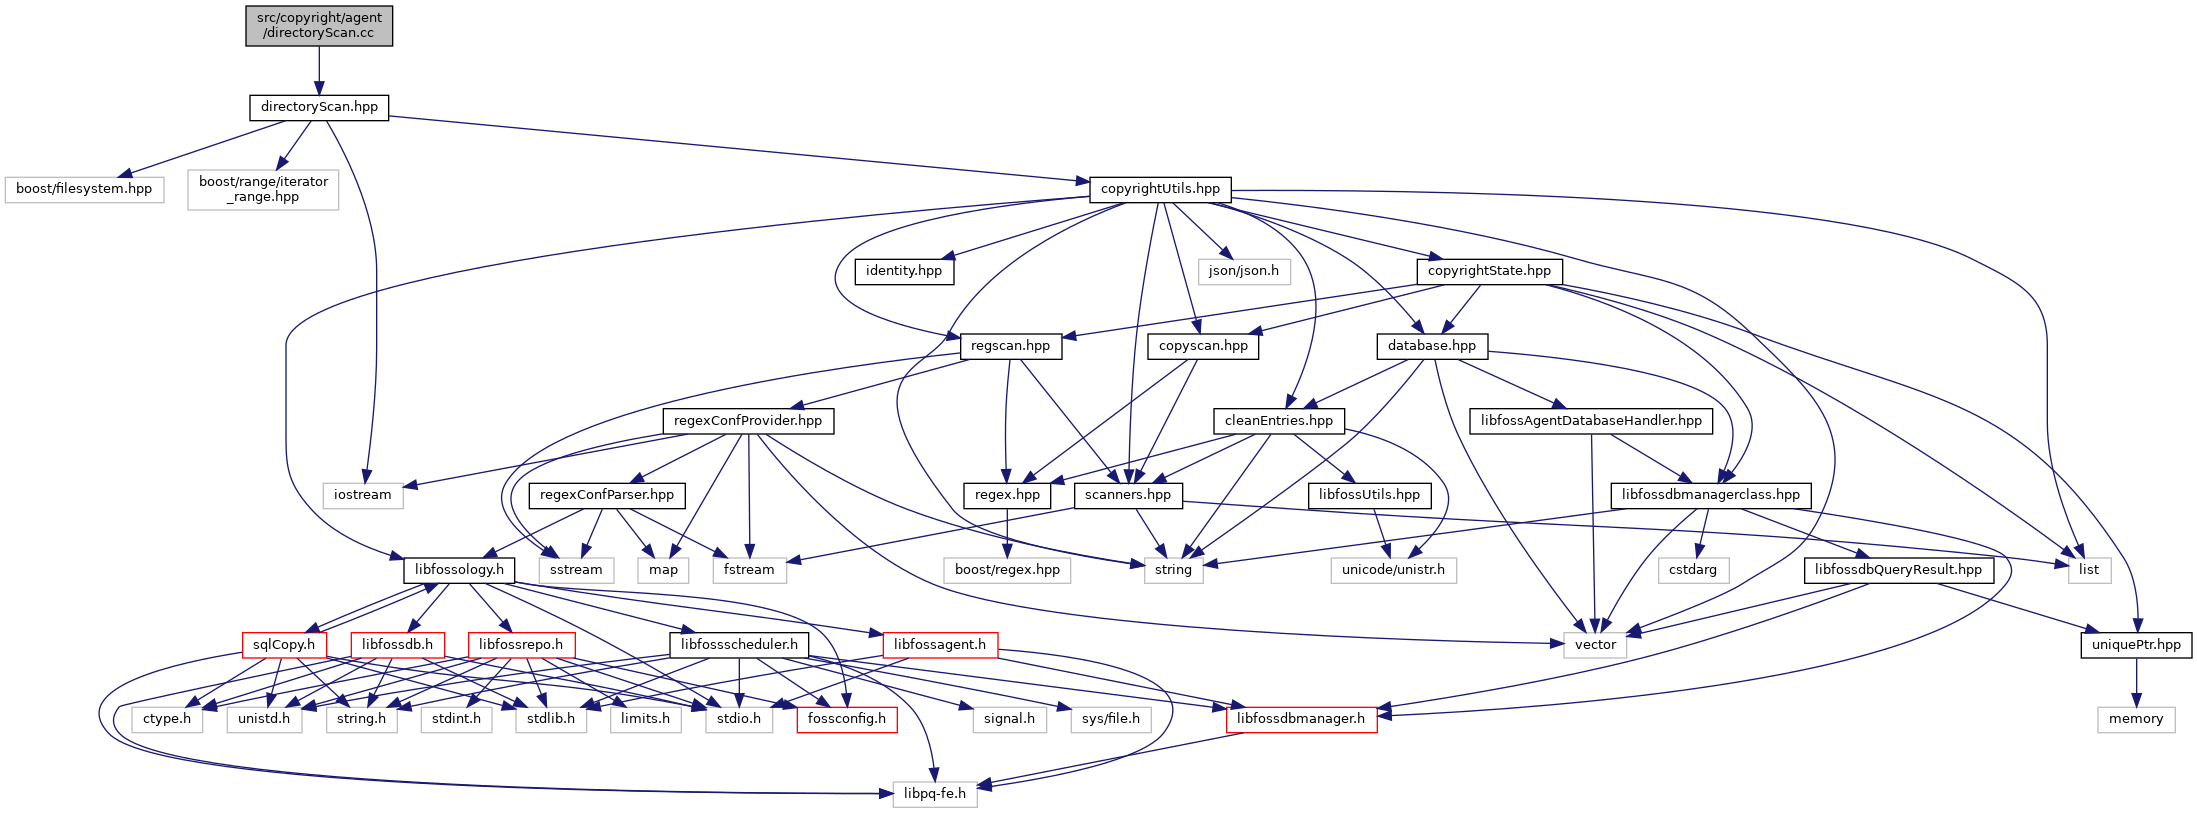 src/copyright/agent
/directoryScan.cc
directoryScan.hpp
boost/filesystem.hpp
boost/range/iterator
_range.hpp
copyrightUtils.hpp
identity.hpp
json/json.h
copyrightState.hpp
regscan.hpp
copyscan.hpp
database.hpp
regexConfProvider.hpp
cleanEntries.hpp
libfossAgentDatabaseHandler.hpp
iostream
regexConfParser.hpp
regex.hpp
scanners.hpp
libfossUtils.hpp
libfossdbmanagerclass.hpp
libfossology.h
sstream
map
fstream
boost/regex.hpp
string
unicode/unistr.h
cstdarg
libfossdbQueryResult.hpp
list
sqlCopy.h
libfossdb.h
libfossrepo.h
libfossscheduler.h
libfossagent.h
vector
uniquePtr.hpp
ctype.h
unistd.h
string.h
stdint.h
stdlib.h
limits.h
stdio.h
fossconfig.h
signal.h
sys/file.h
libfossdbmanager.h
memory
libpq-fe.h